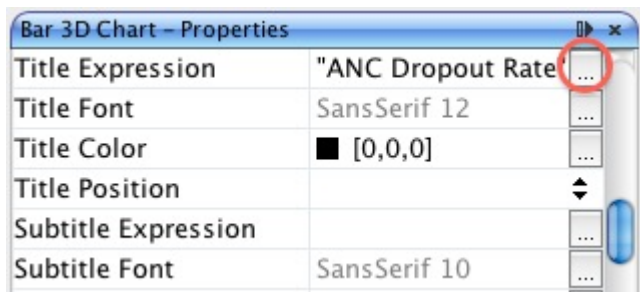 Bar 3D Chart – Properties
Title Expression "ANC Dropout Rate" ...
Title Font SansSerif 12 ...
Title Color [0,0,0] ...
Title Position
Subtitle Expression ...
Subtitle Font SansSerif 10 ...